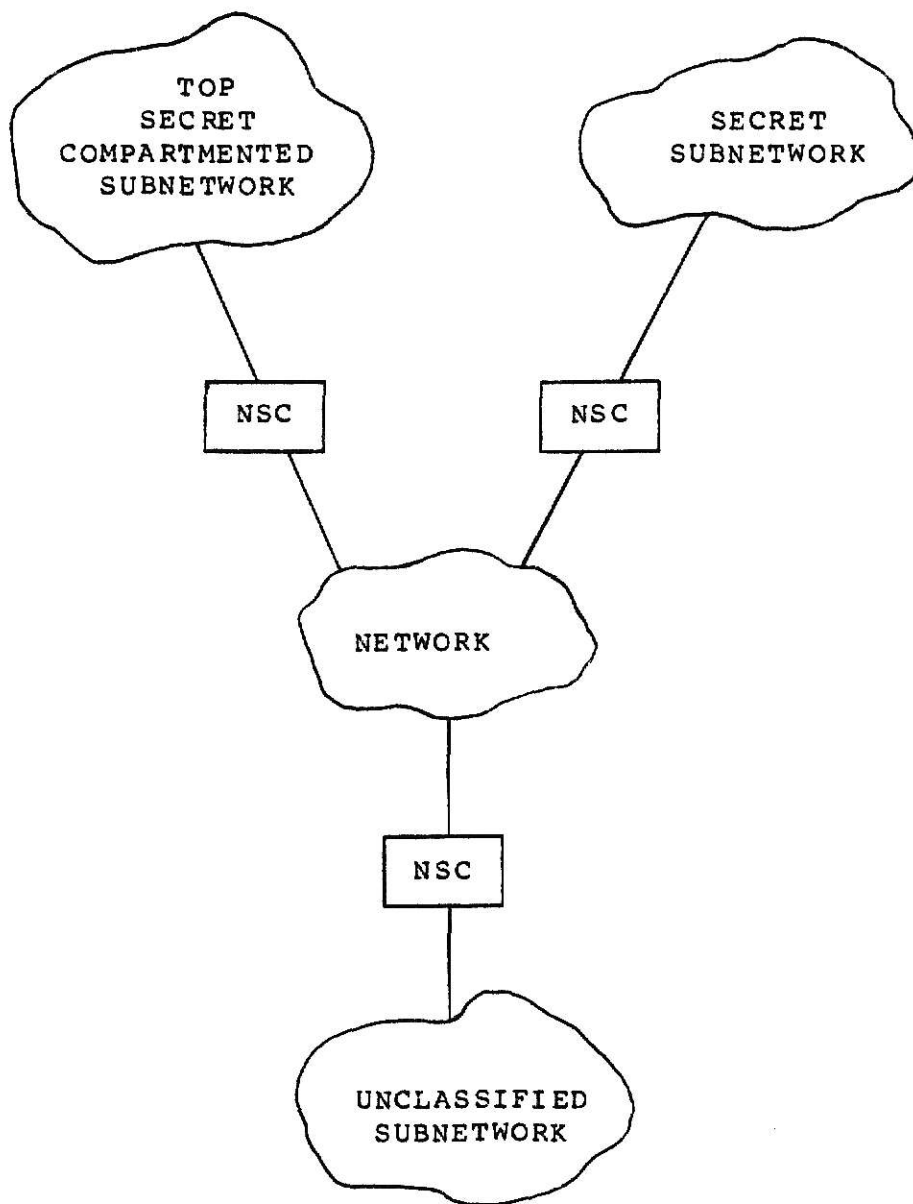 TOP
SECRET
COMPARTMENTED
SUBNETWORK
SECRET
SUBNETWORK
NSC
NSC
NETWORK
NSC
UNCLASSIFIED
SUBNETWORK